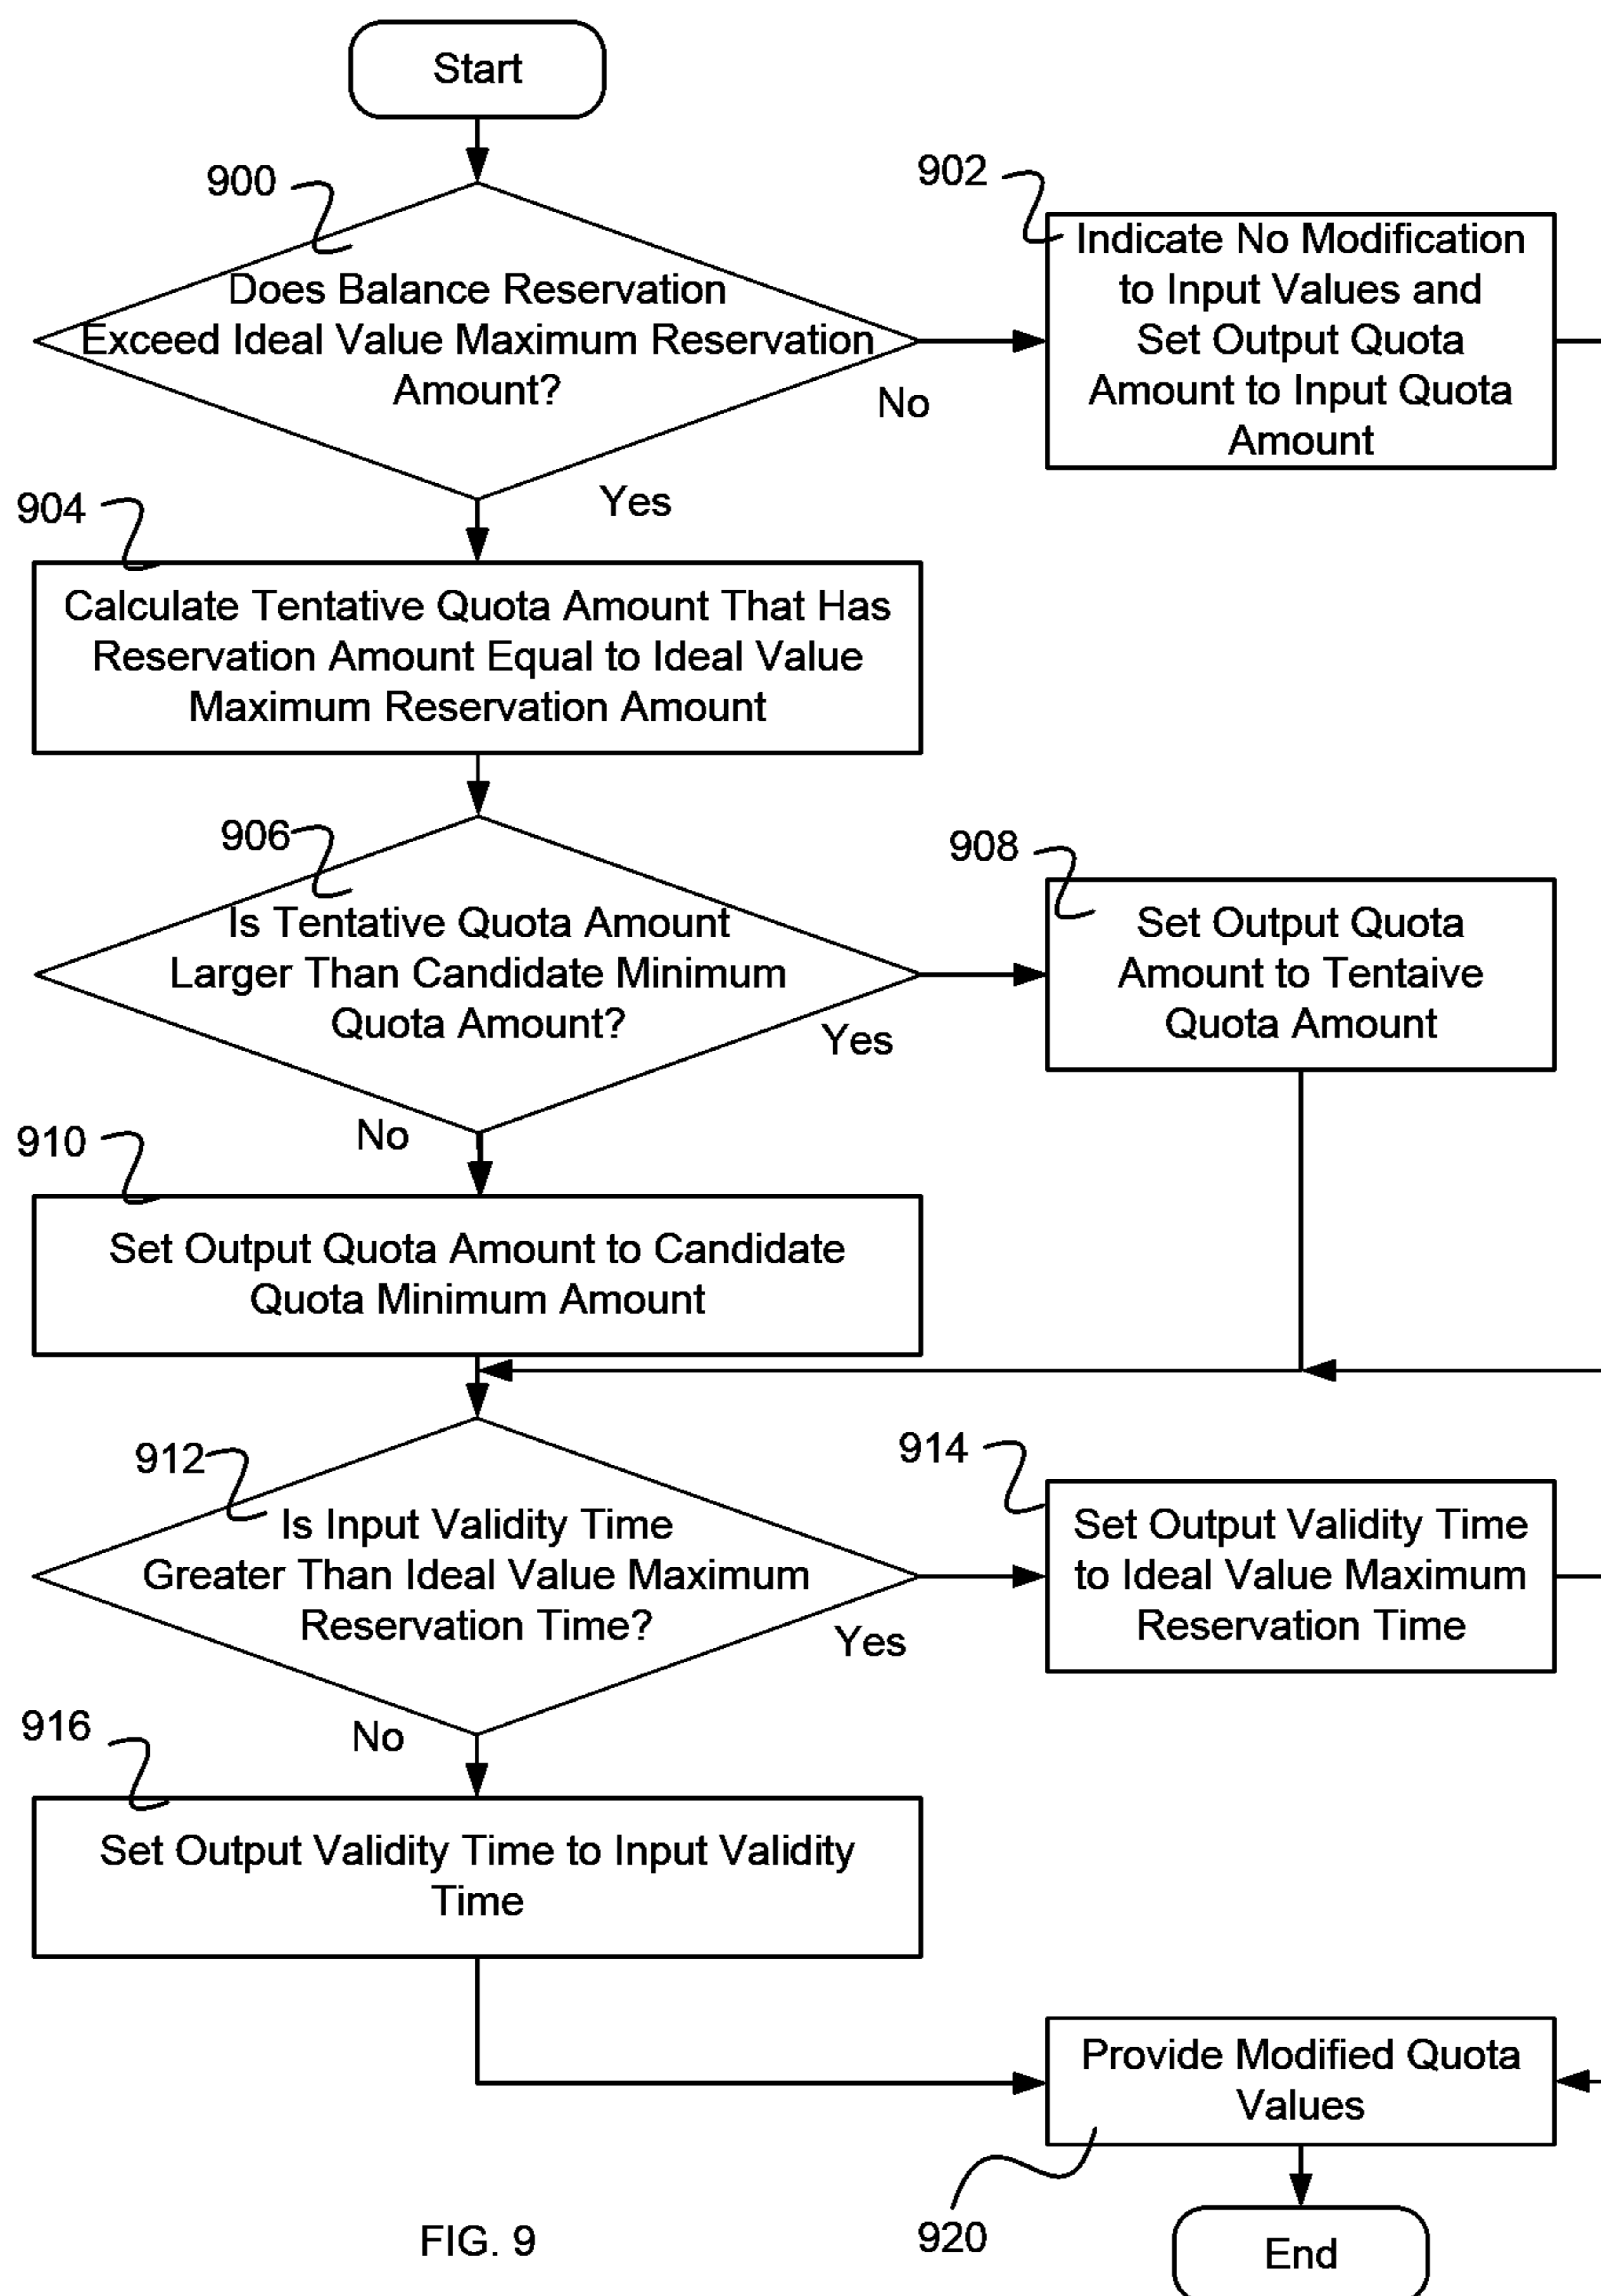 Start
900
Does Balance Reservation
Exceed Ideal Value Maximum Reservation
Amount?
No
Yes
902
Indicate No Modification
to Input Values and
Set Output Quota
Amount to Input Quota
Amount
904
Calculate Tentative Quota Amount That Has
Reservation Amount Equal to Ideal Value
Maximum Reservation Amount
906
Is Tentative Quota Amount
Larger Than Candidate Minimum
Quota Amount?
Yes
No
908
Set Output Quota
Amount to Tentaive
Quota Amount
910
Set Output Quota Amount to Candidate
Quota Minimum Amount
912
Is Input Validity Time
Greater Than Ideal Value Maximum
Reservation Time?
Yes
No
914
Set Output Validity Time
to Ideal Value Maximum
Reservation Time
916
Set Output Validity Time to Input Validity
Time
Provide Modified Quota
Values
920
End
FIG. 9